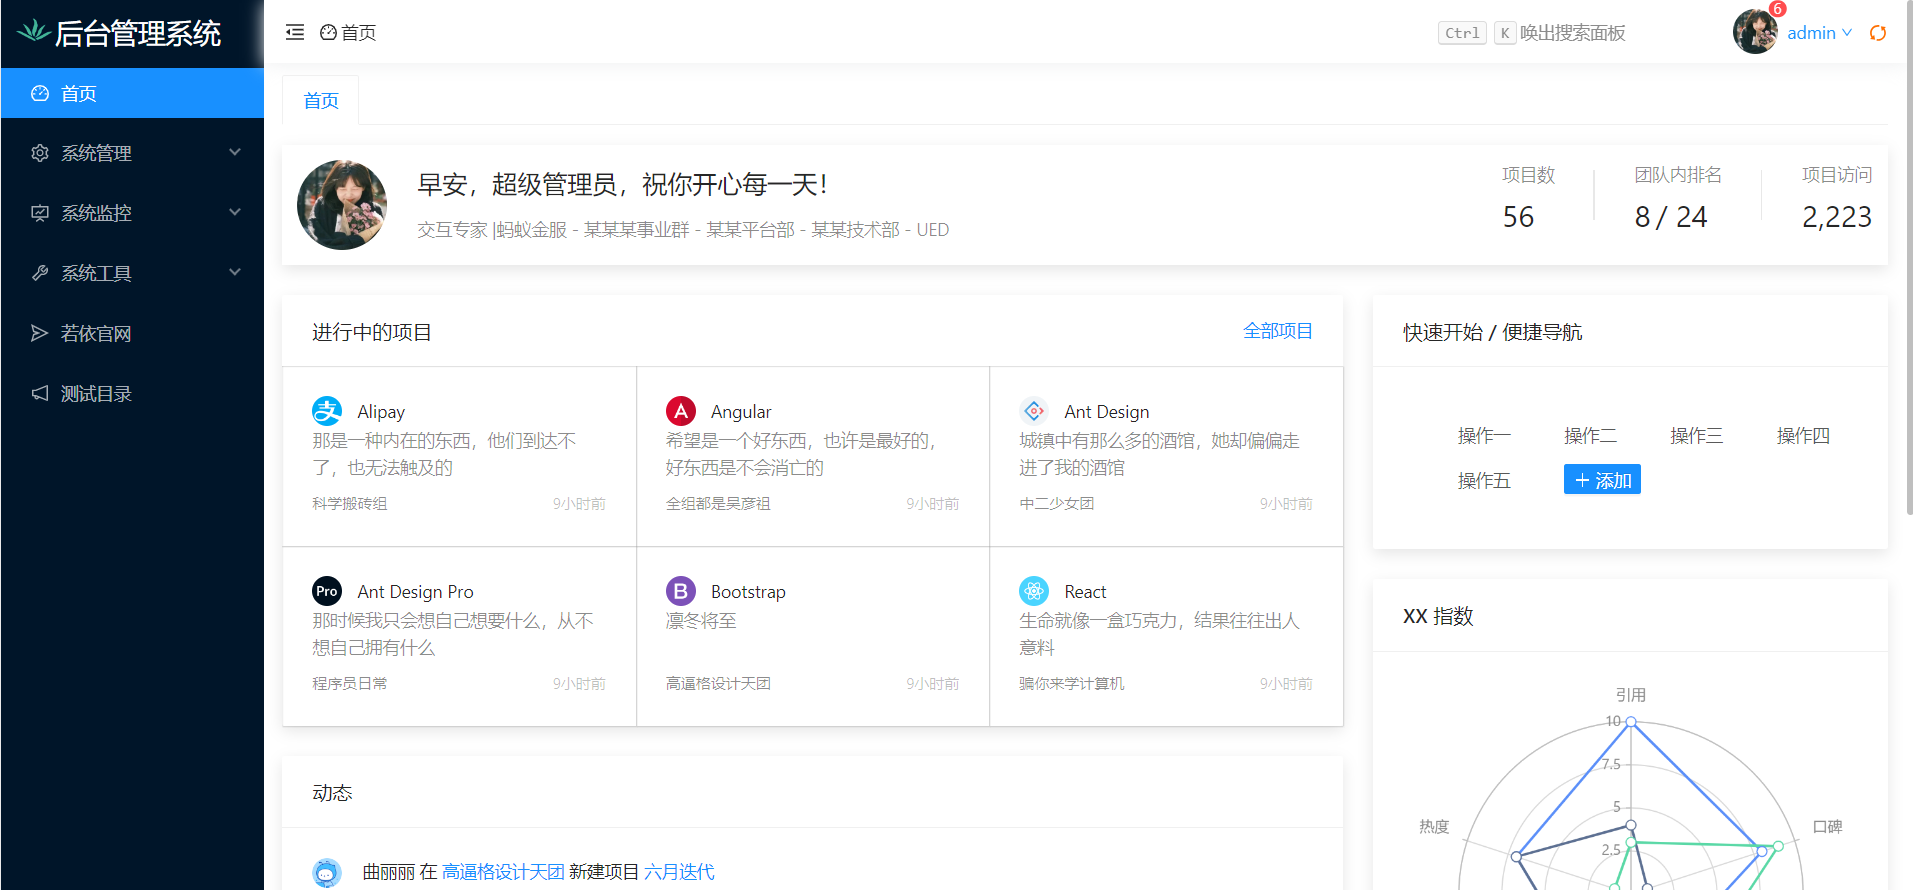 后台管理系统
首页
系统管理
系统监控
系统工具
若依官网
测试目录
首页
Ctrl K 唤出搜索面板
6
admin
首页
早安，超级管理员，祝你开心每一天！
交互专家 |蚂蚁金服 - 某某某事业群 - 某某平台部 - 某某技术部 - UED
项目数
56
团队内排名
8 / 24
项目访问
2,223
进行中的项目
全部项目
Alipay
那是一种内在的东西，他们到达不
了，也无法触及的
科学搬砖组
9小时前
Angular
希望是一个好东西，也许是最好的，
好东西是不会消亡的
全组都是吴彦祖
9小时前
Ant Design
城镇中有那么多的酒馆，她却偏偏走
进了我的酒馆
中二少女团
9小时前
Pro
Ant Design Pro
那时候我只会想自己想要什么，从不
想自己拥有什么
程序员日常
9小时前
B
Bootstrap
凛冬将至
高逼格设计天团
9小时前
React
生命就像一盒巧克力，结果往往出人
意料
骗你来学计算机
9小时前
动态
曲丽丽 在 高逼格设计天团 新建项目 六月迭代
快速开始 / 便捷导航
操作一
操作二
操作三
操作四
操作五
+ 添加
XX 指数
引用
10
7.5
5
2.5
热度
口碑